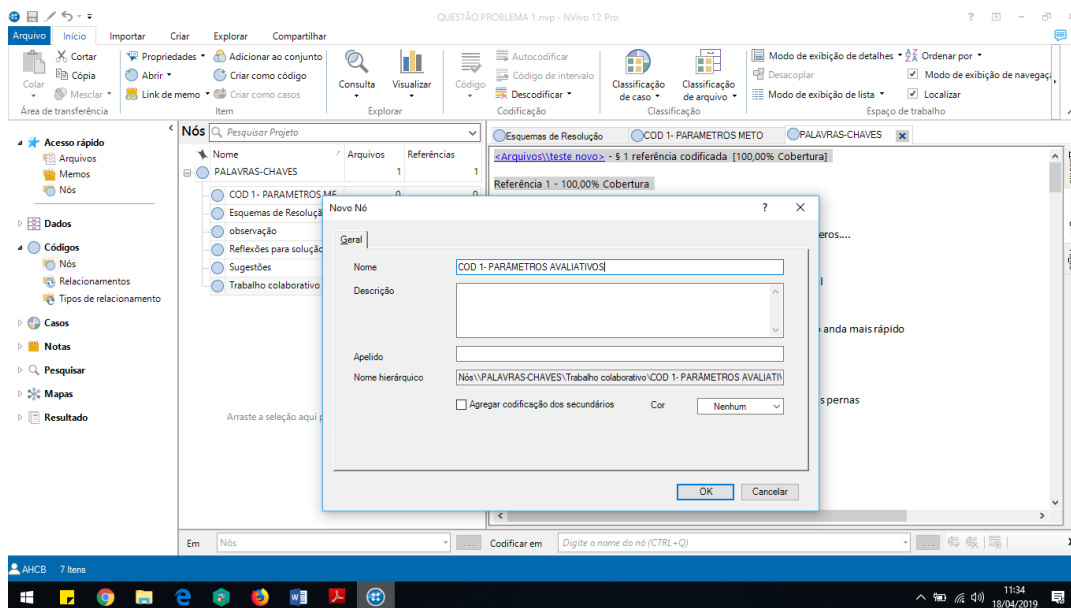 QUESTÃO PROBLEMA 1.nvp - NVivo 12 Pro
Arquivo Início Importar Criar Explorar Compartilhar
Colar
Cortar
Cópia
Mesclar
Área de transferência
Propriedades
Abrir
Link de memo
Adicionar ao conjunto
Criar como código
Criar como casos
Item
Consulta
Visualizar
Explorar
Código
Autocodificar
Código de intervalo
Descodificar
Codificação
Classificação de caso
Classificação de arquivo
Classificação
Modo de exibição de detalhes
Desacoplar
Modo de exibição de lista
Ordenar por
Modo de exibição de navegaç
Localizar
Espaço de trabalho
Acesso rápido
Arquivos
Memos
Nós
Dados
Códigos
Nós
Relacionamentos
Tipos de relacionamento
Casos
Notas
Pesquisar
Mapas
Resultado
Nós Pesquisar Projeto
Nome Arquivos Referências
PALAVRAS-CHAVES 1 1
COD 1- PARAMETROS ME 0 0
Esquemas de Resoluçã
observação
Reflexões para solução
Sugestões
Trabalho colaborativo
Arraste a seleção aqui p
Esquemas de Resolução COD 1- PARAMETROS METO PALAVRAS-CHAVES
<Arquivos\\teste novo> - § 1 referência codificada [100,00% Cobertura]
Referência 1 - 100,00% Cobertura
eros....
anda mais rápido
s pernas
Novo Nó
Geral
Nome COD 1- PARÂMETROS AVALIATIVOS
Descrição
Apelido
Nome hierárquico Nós\\PALAVRAS-CHAVES\Trabalho colaborativo\COD 1- PARÂMETROS AVALIATI\
Agregar codificação dos secundários Cor Nenhum
OK Cancelar
Em Nós ... Codificar em Digite o nome do nó (CTRL+Q) ...
AHCB 7 Itens
11:34
18/04/2019